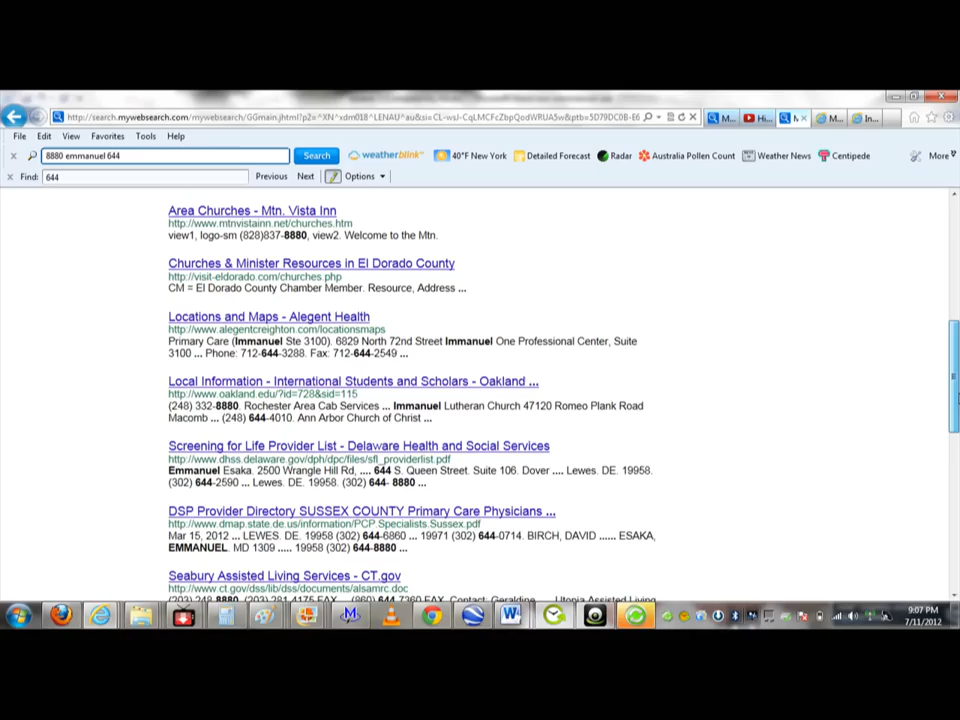 http://search.mywebsearch.com/mywebsearch/GGmain.jhtml?
M...
Hi...
M...
In...
File Edit View Favorites Tools Help
8880 emmanuel 644
Search
weatherblink
40°F New York
Detailed Forecast
Radar
Australia Pollen Count
Weather News
Centipede
More
Find:
644
Previous
Next
Options
Area Churches - Mtn. Vista Inn
http://www.mtnvistainn.net/churches.htm
view1, logo-sm (828)837-8880, view2. Welcome to the Mtn.
Churches & Minister Resources in El Dorado County
http://visit-eldorado.com/churches.php
CM = El Dorado County Chamber Member. Resource, Address ...
Locations and Maps - Alegent Health
http://www.alegentcreighton.com/locationsmaps
Primary Care (Immanuel Ste 3100). 6829 North 72nd Street Immanuel One Professional Center, Suite
3100 ... Phone: 712-644-3288. Fax: 712-644-2549 ...
Local Information - International Students and Scholars - Oakland ...
http://www.oakland.edu/?id=728&sid=115
(248) 332-8880. Rochester Area Cab Services ... Immanuel Lutheran Church 47120 Romeo Plank Road
Macomb ... (248) 644-4010. Ann Arbor Church of Christ ...
Screening for Life Provider List - Delaware Health and Social Services
http://www.dhss.delaware.gov/dph/dpc/files/sfl_providerlist.pdf
Emmanuel Esaka. 2500 Wrangle Hill Rd, .... 644 S. Queen Street. Suite 106. Dover .... Lewes. DE. 19958.
(302) 644-2590 ... Lewes. DE. 19958. (302) 644- 8880 ...
DSP Provider Directory SUSSEX COUNTY Primary Care Physicians ...
http://www.dmap.state.de.us/information/PCP.Specialists.Sussex.pdf
Mar 15, 2012 ... LEWES. DE. 19958 (302) 644-6860 ... 19971 (302) 644-0714. BIRCH, DAVID ...... ESAKA,
EMMANUEL. MD 1309 ..... 19958 (302) 644-8880 ...
Seabury Assisted Living Services - CT.gov
http://www.ct.gov/dss/lib/dss/documents/alsamrc.doc
9:07 PM
7/11/2012